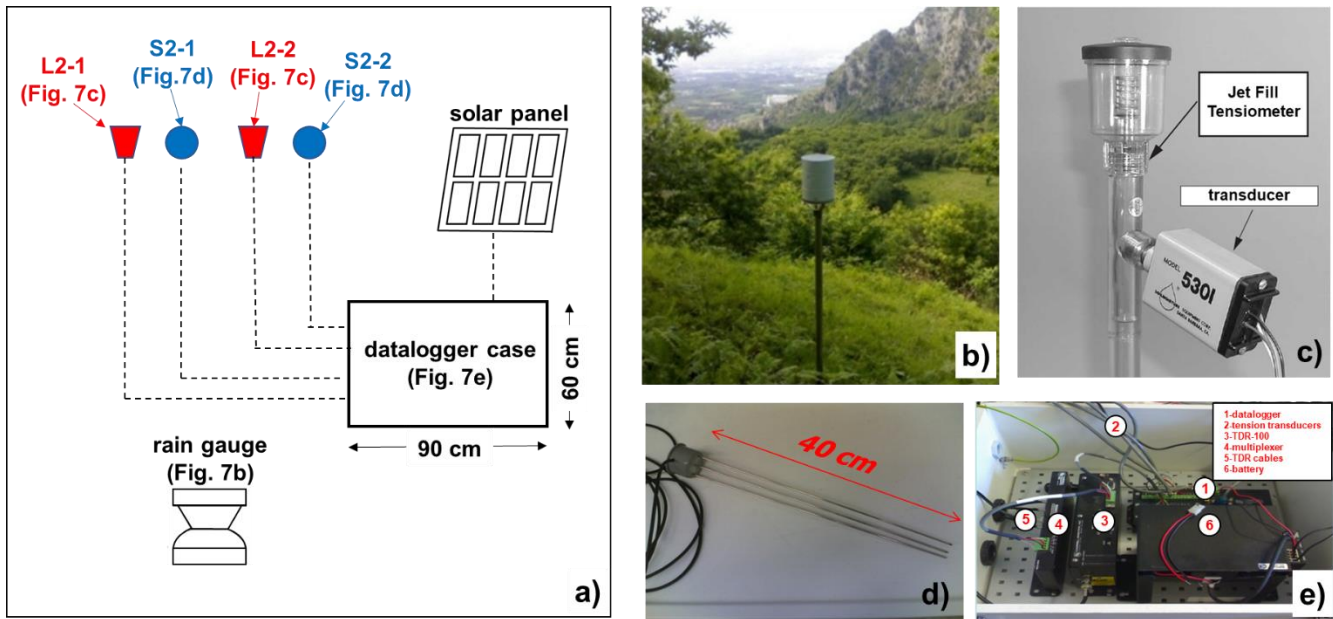 L2-1
(Fig. 7c)
S2-1
(Fig.7d)
L2-2
(Fig. 7c)
S2-2
(Fig. 7d)
solar panel
datalogger case
(Fig. 7e)
60 cm
90 cm
rain gauge
(Fig. 7b)
a)
b)
Jet Fill
Tensiometer
transducer
MODEL
5301
c)
40 cm
d)
1-datalogger
2-tension transducers
3-TDR-100
4-multiplexer
5-TDR cables
6-battery
2
1
5
4
3
6
e)